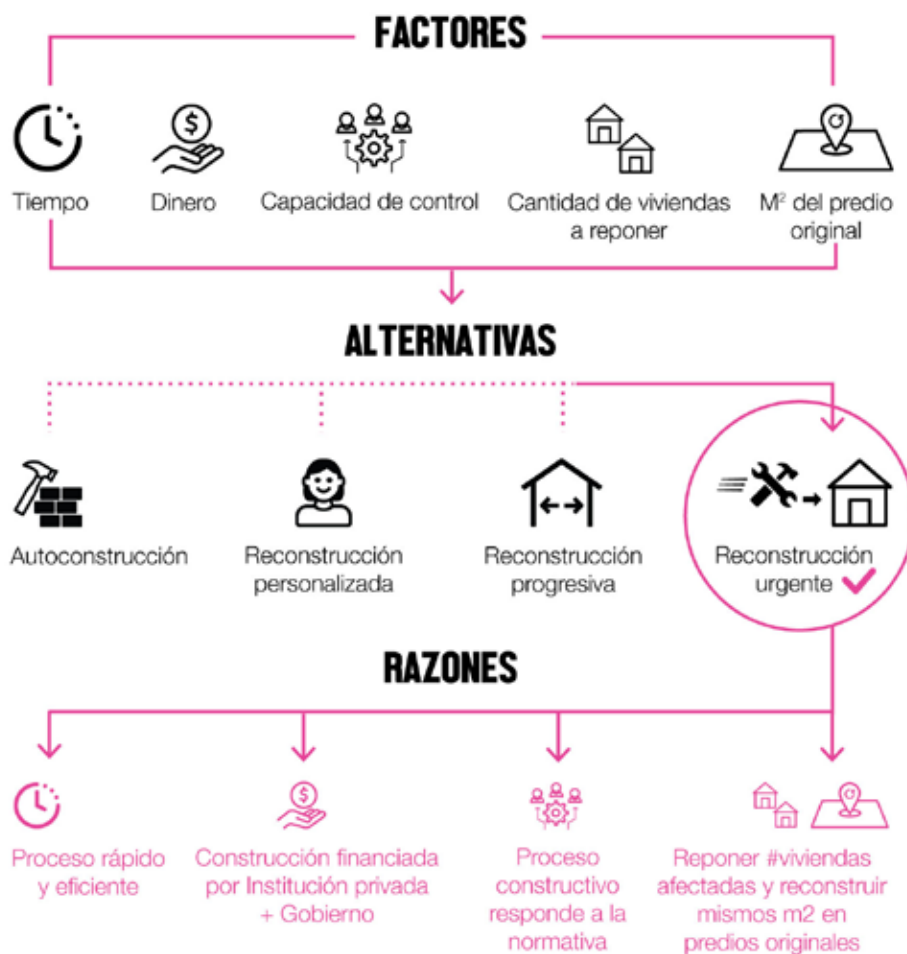 FACTORES
Tiempo
Dinero
Capacidad de control
Cantidad de viviendas
a reponer
M² del predio
original
ALTERNATIVAS
Autoconstrucción
Reconstrucción
personalizada
Reconstrucción
progresiva
Reconstrucción
urgente
RAZONES
Proceso rápido
y eficiente
Construcción financiada
por Institución privada
+ Gobierno
Proceso
constructivo
responde a la
normativa
Reponer #viviendas
afectadas y reconstruir
mismos m2 en
predios originales